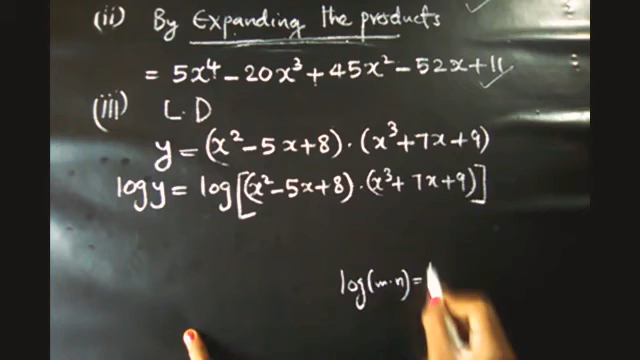 (ii) By Expanding the products
= 5x⁴ - 20x³ + 45x² - 52x + 11
(iii) L.D
y = (x² - 5x + 8) · (x³ + 7x + 9)
log y = log[(x² - 5x + 8) · (x³ + 7x + 9)]
log(m·n) =